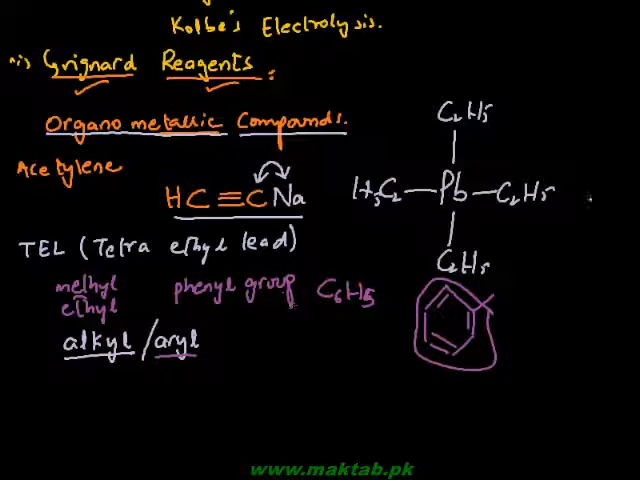 Kolbe's Electrolysis.
Grignard Reagents :
Organo metallic Compounds.
Acetylene
HC≡CNa
TEL (Tetra ethyl lead)
C2H5
H5C2—Pb—C2H5
C2H5
methyl
ethyl
phenyl group C6H5
alkyl/aryl
www.maktab.pk